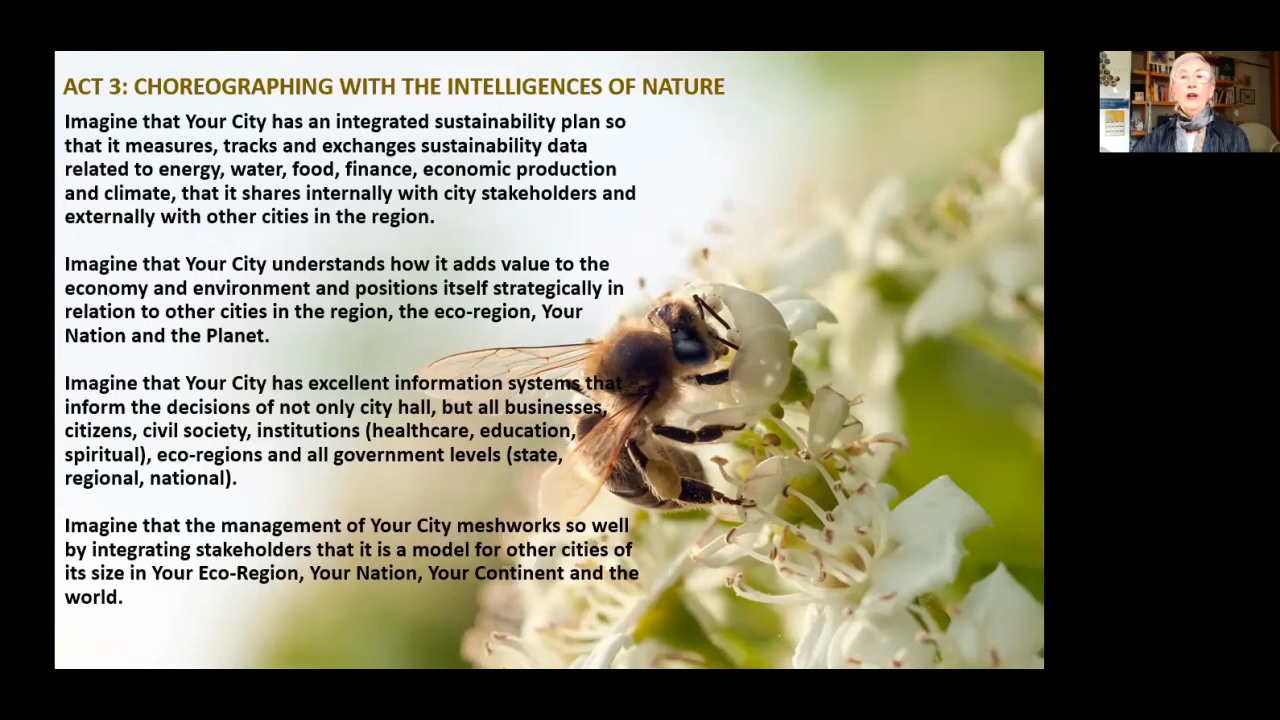 ACT 3: CHOREOGRAPHING WITH THE INTELLIGENCES OF NATURE
Imagine that Your City has an integrated sustainability plan so
that it measures, tracks and exchanges sustainability data
related to energy, water, food, finance, economic production
and climate, that it shares internally with city stakeholders and
externally with other cities in the region.
Imagine that Your City understands how it adds value to the
economy and environment and positions itself strategically in
relation to other cities in the region, the eco-region, Your
Nation and the Planet.
Imagine that Your City has excellent information systems that
inform the decisions of not only city hall, but all businesses,
citizens, civil society, institutions (healthcare, education,
spiritual), eco-regions and all government levels (state,
regional, national).
Imagine that the management of Your City meshworks so well
by integrating stakeholders that it is a model for other cities of
its size in Your Eco-Region, Your Nation, Your Continent and the
world.